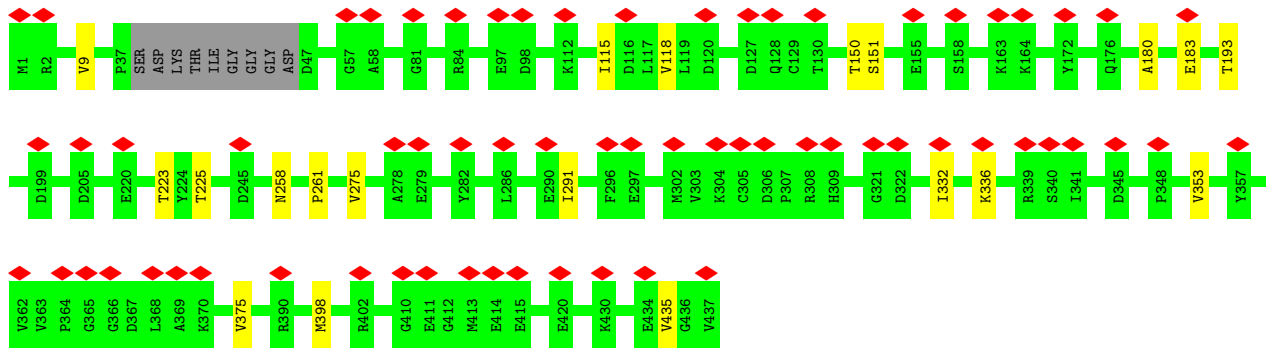 M1 R2 V9 P37 SER ASP LYS THR ILE GLY GLY GLY ASP D47 G57 A58 G81 R84 E97 D98 K112 I115 D116 L117 V118 L119 D120 D127 Q128 C129 T130 T150 S151 E155 S158 K163 K164 Y172 Q176 A180 E183 T193
D199 D205 E220 T223 Y224 T225 D245 N258 P261 V275 A278 E279 Y282 L286 E290 I291 F296 E297 M302 V303 K304 C305 D306 P307 R308 H309 G321 D322 I332 K336 R339 S340 I341 D345 P348 V353 Y357
V362 V363 P364 G365 G366 D367 L368 A369 K370 V375 R390 M398 R402 G410 E411 G412 M413 E414 E415 E420 K430 E434 V435 G436 V437